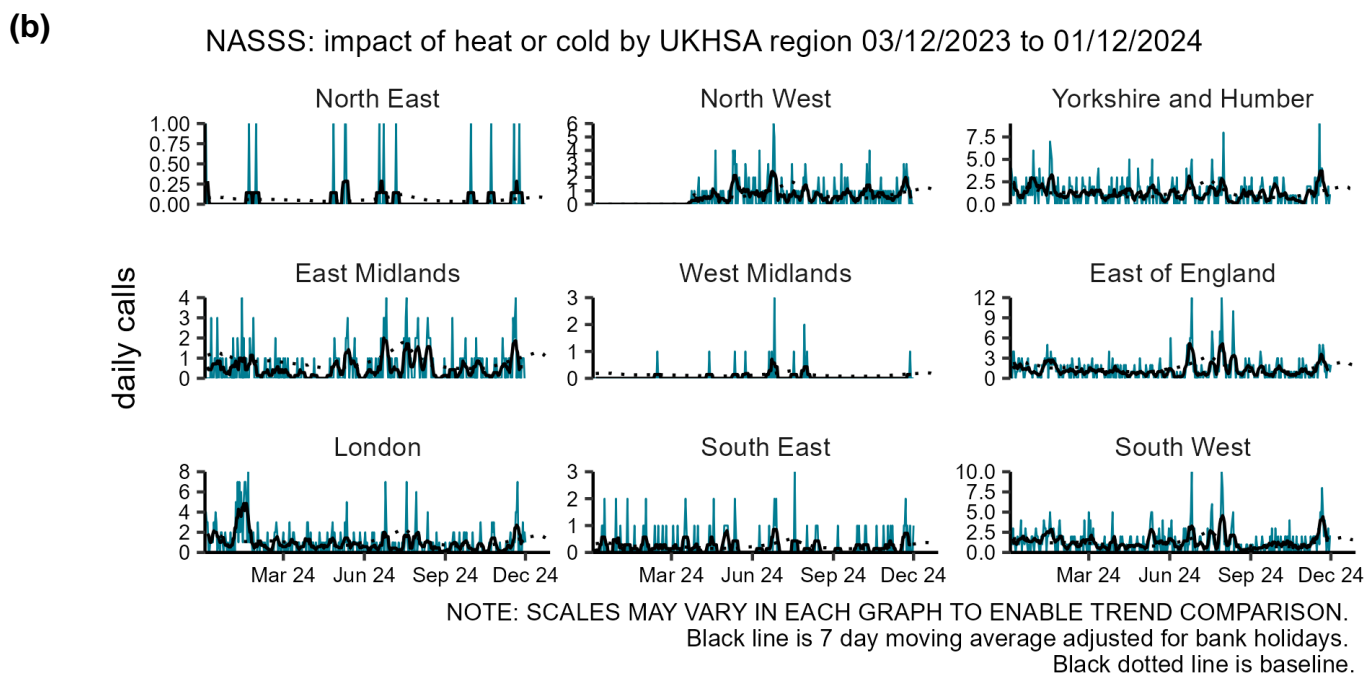 (b)
NASSS: impact of heat or cold by UKHSA region 03/12/2023 to 01/12/2024
daily calls
North East
1.00
0.75
0.50
0.25
0.00
North West
6
5
4
3
2
1
0
Yorkshire and Humber
7.5
5.0
2.5
0.0
East Midlands
4
3
2
1
0
West Midlands
3
2
1
0
East of England
12
9
6
3
0
London
8
6
4
2
0
Mar 24 Jun 24 Sep 24 Dec 24
South East
3
2
1
0
Mar 24 Jun 24 Sep 24 Dec 24
South West
10.0
7.5
5.0
2.5
0.0
Mar 24 Jun 24 Sep 24 Dec 24
NOTE: SCALES MAY VARY IN EACH GRAPH TO ENABLE TREND COMPARISON.
Black line is 7 day moving average adjusted for bank holidays.
Black dotted line is baseline.